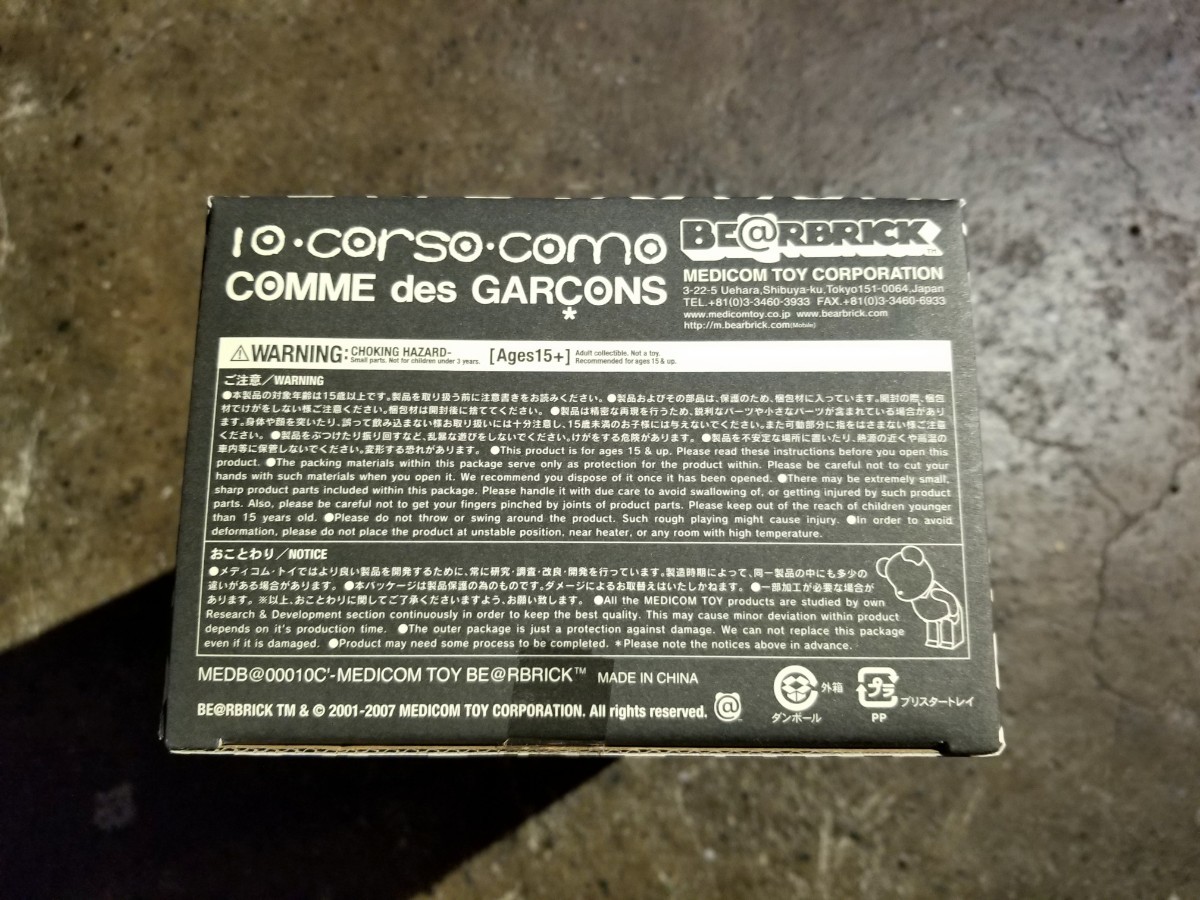 10·corso·como
COMME des GARÇONS
*
BE@RBRICK
MEDICOM TOY CORPORATION
3-22-5 Uehara,Shibuya-ku,Tokyo151-0064,Japan
TEL.+81(0)3-3460-3933 FAX.+81(0)3-3460-6933
www.medicomtoy.co.jp www.bearbrick.com
http://m.bearbrick.com(Mobile)
⚠WARNING: CHOKING HAZARD-
Small parts. Not for children under 3 years.
[Ages15+]
Adult collectible. Not a toy.
Recommended for ages 15 & up.
ご注意／WARNING
●本製品の対象年齢は15歳以上です。製品を取り扱う前に注意書きをお読みください。●製品およびその部品は、保護のため、梱包材に入っています。開封の際、梱包
材でけがをしない様ご注意ください。梱包材は開封後に捨ててください。●製品は精密な再現を行うため、鋭利なパーツや小さなパーツが含まれている場合があり
ます。身体や顔を突いたり、誤って飲み込まない様お取り扱いには十分注意し、15歳未満のお子様には与えないでください。また可動部分に指をはさまない様ご注意
ください。●製品をぶつけたり振り回すなど、乱暴な遊びをしないでください。けがをする危険があります。●製品を不安定な場所に置いたり、熱源の近くや高温の
車内等に保管しないでください。変形する恐れがあります。●This product is for ages 15 & up. Please read these instructions before you open this
product. ●The packing materials within this package serve only as protection for the product within. Please be careful not to cut your
hands with such materials when you open it. We recommend you dispose of it once it has been opened. ●There may be extremely small,
sharp product parts included within this package. Please handle it with due care to avoid swallowing of, or getting injured by such product
parts. Also, please be careful not to get your fingers pinched by joints of product parts. Please keep out of the reach of children younger
than 15 years old. ●Please do not throw or swing around the product. Such rough playing might cause injury. ●In order to avoid
deformation, please do not place the product at unstable position, near heater, or any room with high temperature.
おことわり／NOTICE
●メディコム・トイではより良い製品を開発するために、常に研究・調査・改良・開発を行っています。製造時期によって、同一製品の中にも多少の
違いがある場合があります。●本パッケージは製品保護の為のものです。ダメージによるお取替えはいたしかねます。●一部加工が必要な場合が
あります。※以上、おことわりに関してご了承くださいますよう、お願い致します。●All the MEDICOM TOY products are studied by own
Research & Development section continuously in order to keep the best quality. This may cause minor deviation within product
depends on it's production time. ●The outer package is just a protection against damage. We can not replace this package
even if it is damaged. ●Product may need some process to be completed. *Please note the notices above in advance.
MEDB@00010C'-MEDICOM TOY BE@RBRICK™ MADE IN CHINA
BE@RBRICK TM & © 2001-2007 MEDICOM TOY CORPORATION. All rights reserved. @
外箱
ダンボール
プラ
PP
ブリスタートレイ